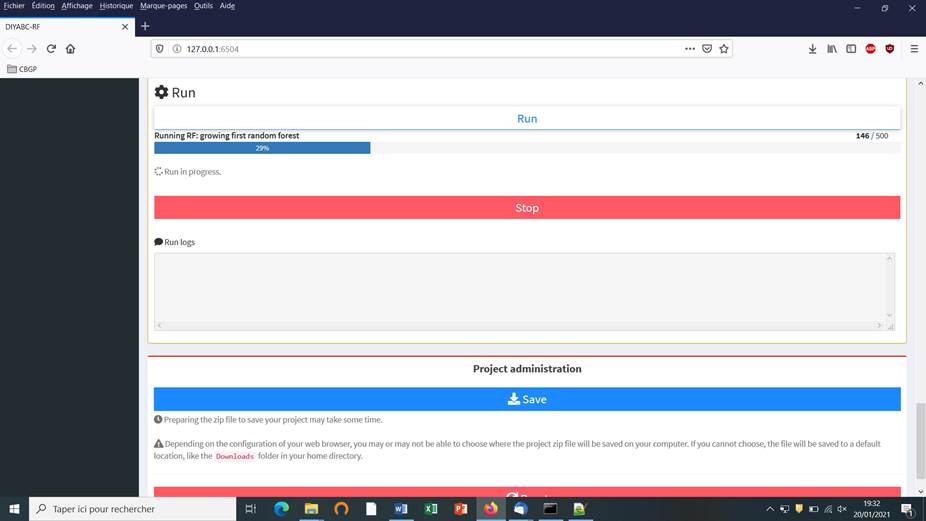 Fichier Édition Affichage Historique Marque-pages Outils Aide
DIYABC-RF
127.0.0.1:6504
CBGP
Run
Run
Running RF: growing first random forest 146 / 500
29%
Run in progress.
Stop
Run logs
Project administration
Save
Preparing the zip file to save your project may take some time.
Depending on the configuration of your web browser, you may or may not be able to choose where the project zip file will be saved on your computer. If you cannot choose, the file will be saved to a default
location, like the Downloads folder in your home directory.
Taper ici pour rechercher
19:32
20/01/2021